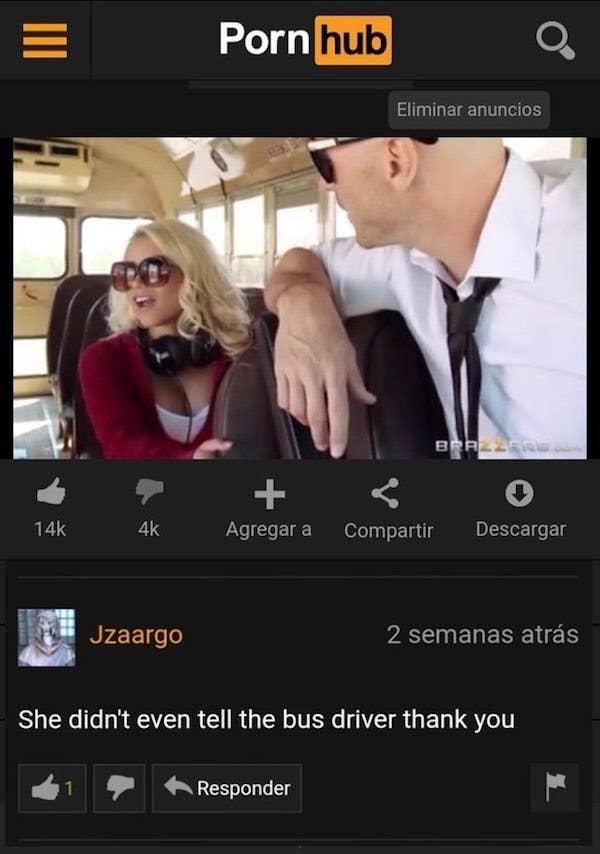 Porn hub
Eliminar anuncios
14k
4k
Agregar a
Compartir
Descargar
Jzaargo
2 semanas atrás
She didn't even tell the bus driver thank you
1
Responder